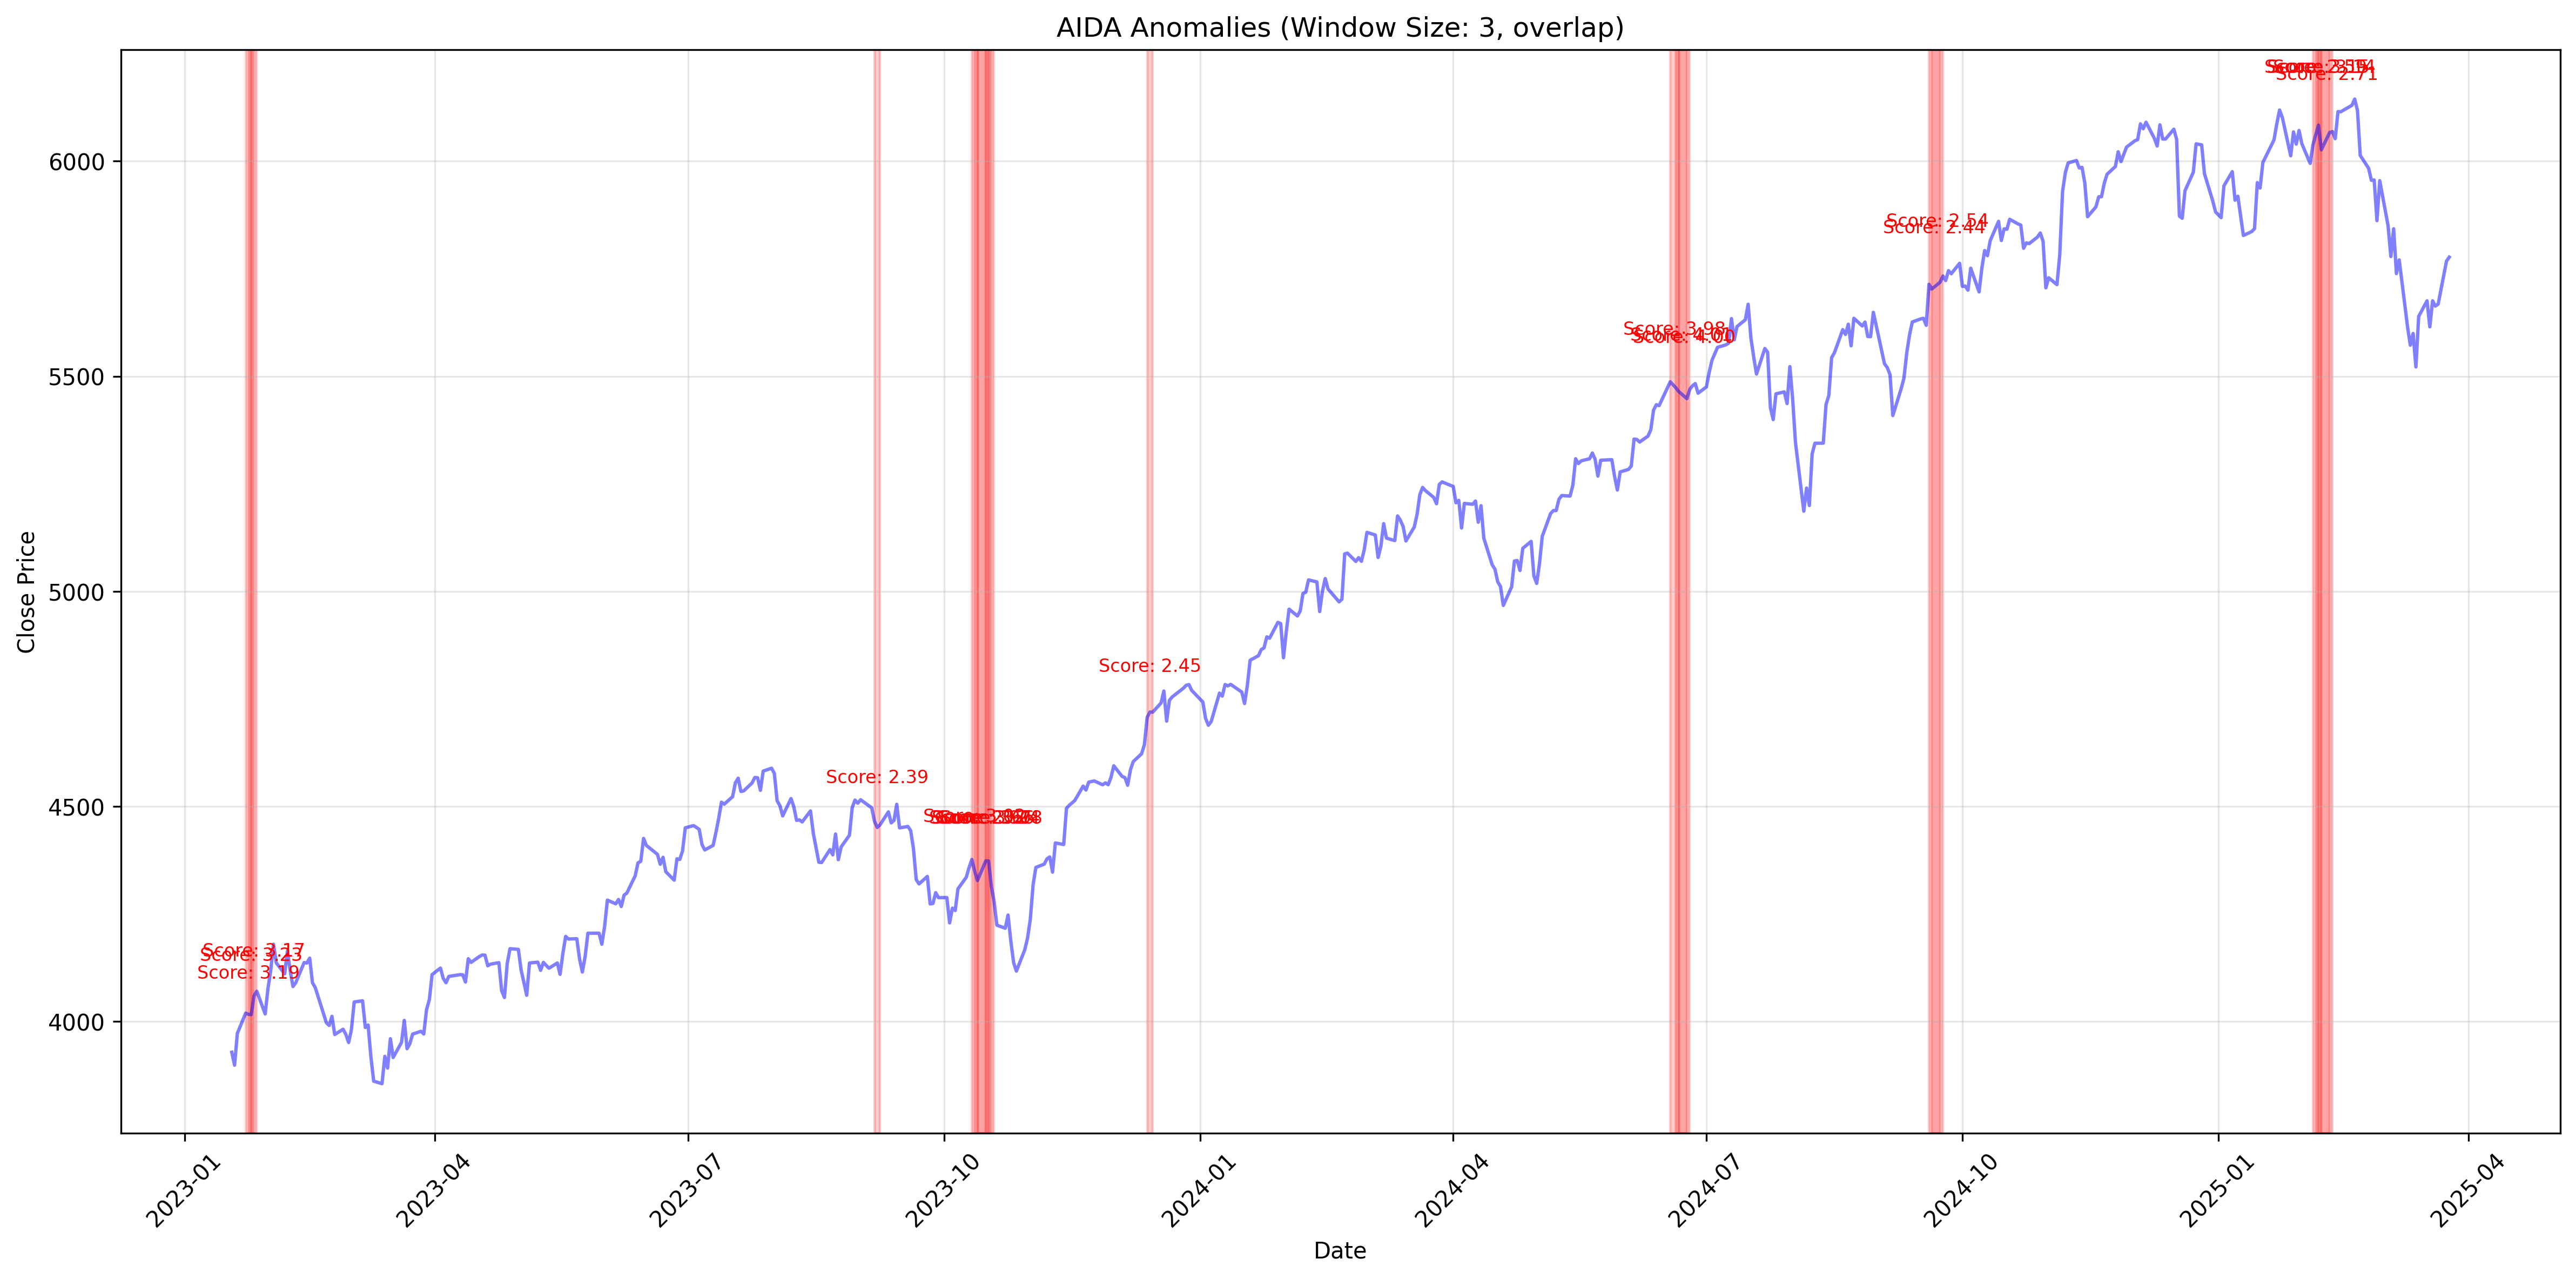 AIDA Anomalies (Window Size: 3, overlap)
Close Price
6000
5500
5000
4500
4000
Score: 2.71
Score: 2.54
Score: 2.44
Score: 3.98
Score: 4.00
Score: 2.45
Score: 2.39
Score: 3.17
Score: 3.23
Score: 3.19
2023-01
2023-04
2023-07
2023-10
2024-01
2024-04
2024-07
2024-10
2025-01
2025-04
Date